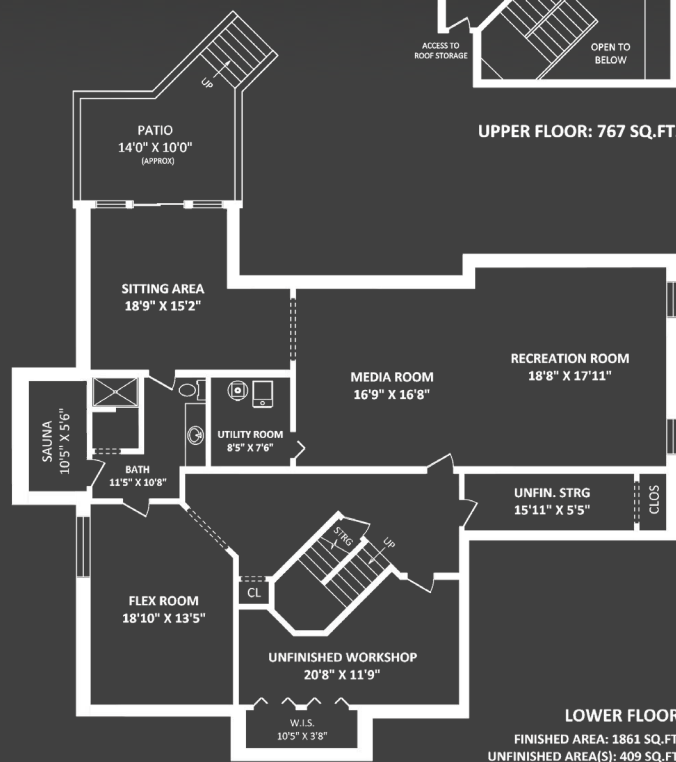 ACCESS TO
ROOF STORAGE
OPEN TO
BELOW
UPPER FLOOR: 767 SQ.FT.
UP
PATIO
14'0" X 10'0"
(APPROX)
SITTING AREA
18'9" X 15'2"
MEDIA ROOM
16'9" X 16'8"
RECREATION ROOM
18'8" X 17'11"
SAUNA
10'5" X 5'6"
UTILITY ROOM
8'5" X 7'6"
BATH
11'5" X 10'8"
UNFIN. STRG
15'11" X 5'5"
CLOS
STRG
UP
CL
FLEX ROOM
18'10" X 13'5"
UNFINISHED WORKSHOP
20'8" X 11'9"
W.I.S.
10'5" X 3'8"
LOWER FLOOR
FINISHED AREA: 1861 SQ.FT
UNFINISHED AREA(S): 409 SQ.FT